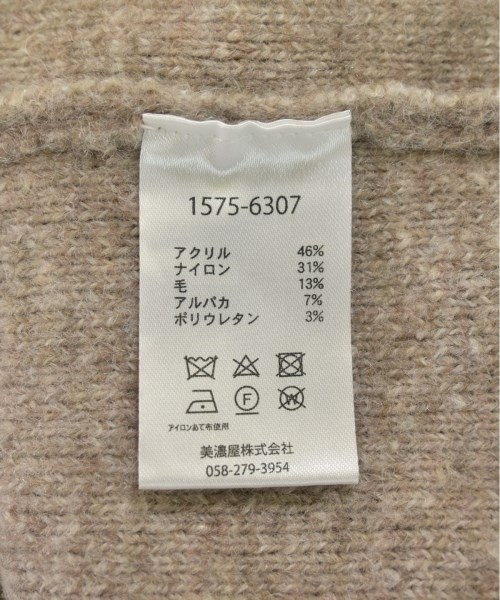 1575-6307
アクリル 46%
ナイロン 31%
毛 13%
アルパカ 7%
ポリウレタン 3%
F W
アイロンあて布使用
美濃屋株式会社
058-279-3954